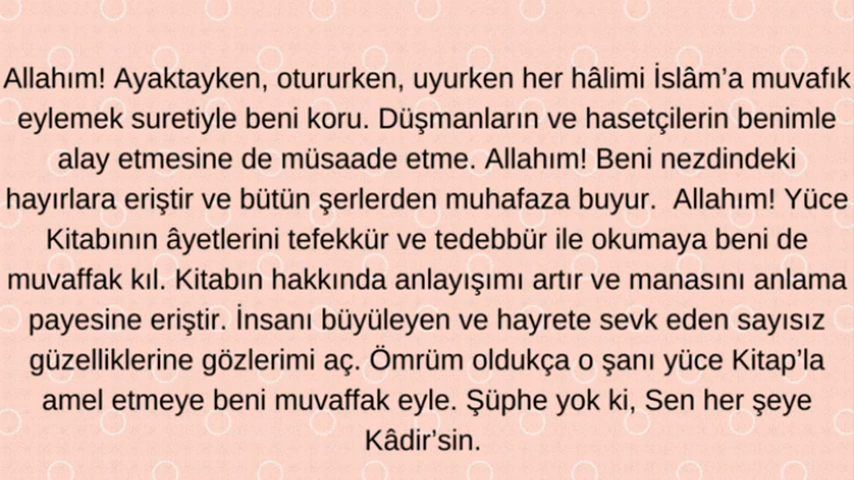 Allahım! Ayaktayken, otururken, uyurken her hâlimi İslâm’a muvafık
eylemek suretiyle beni koru. Düşmanların ve hasetçilerin benimle
alay etmesine de müsaade etme. Allahım! Beni nezdindeki
hayırlara eriştir ve bütün şerlerden muhafaza buyur.  Allahım! Yüce
Kitabının âyetlerini tefekkür ve tedebbür ile okumaya beni de
muvaffak kıl. Kitabın hakkında anlayışımı artır ve manasını anlama
payesine eriştir. İnsanı büyüleyen ve hayrete sevk eden sayısız
güzelliklerine gözlerimi aç. Ömrüm oldukça o şanı yüce Kitap’la
amel etmeye beni muvaffak eyle. Şüphe yok ki, Sen her şeye
Kâdir’sin.